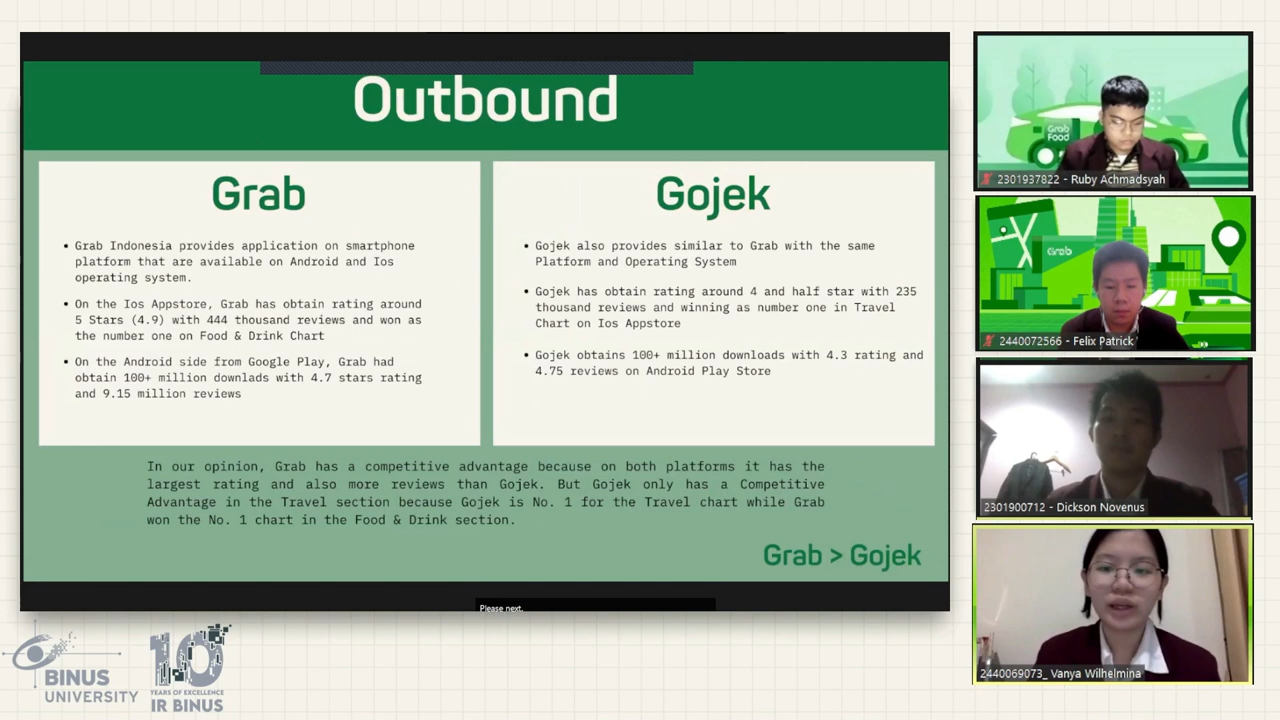 Outbound
Grab
• Grab Indonesia provides application on smartphone
platform that are available on Android and Ios
operating system.
• On the Ios Appstore, Grab has obtain rating around
5 Stars (4.9) with 444 thousand reviews and won as
the number one on Food & Drink Chart
• On the Android side from Google Play, Grab had
obtain 100+ million downlads with 4.7 stars rating
and 9.15 million reviews
Gojek
• Gojek also provides similar to Grab with the same
Platform and Operating System
• Gojek has obtain rating around 4 and half star with 235
thousand reviews and winning as number one in Travel
Chart on Ios Appstore
• Gojek obtains 100+ million downloads with 4.3 rating and
4.75 reviews on Android Play Store
In our opinion, Grab has a competitive advantage because on both platforms it has the
largest rating and also more reviews than Gojek. But Gojek only has a Competitive
Advantage in the Travel section because Gojek is No. 1 for the Travel chart while Grab
won the No. 1 chart in the Food & Drink section.
Grab > Gojek
Please next.
Grab
Food
2301937822 - Ruby Achmadsyah
Grab
2440072566 - Felix Patrick
2301900712 - Dickson Novenus
2440069073_ Vanya Wilhelmina
BINUS
UNIVERSITY
10
YEARS OF EXCELLENCE
IR BINUS